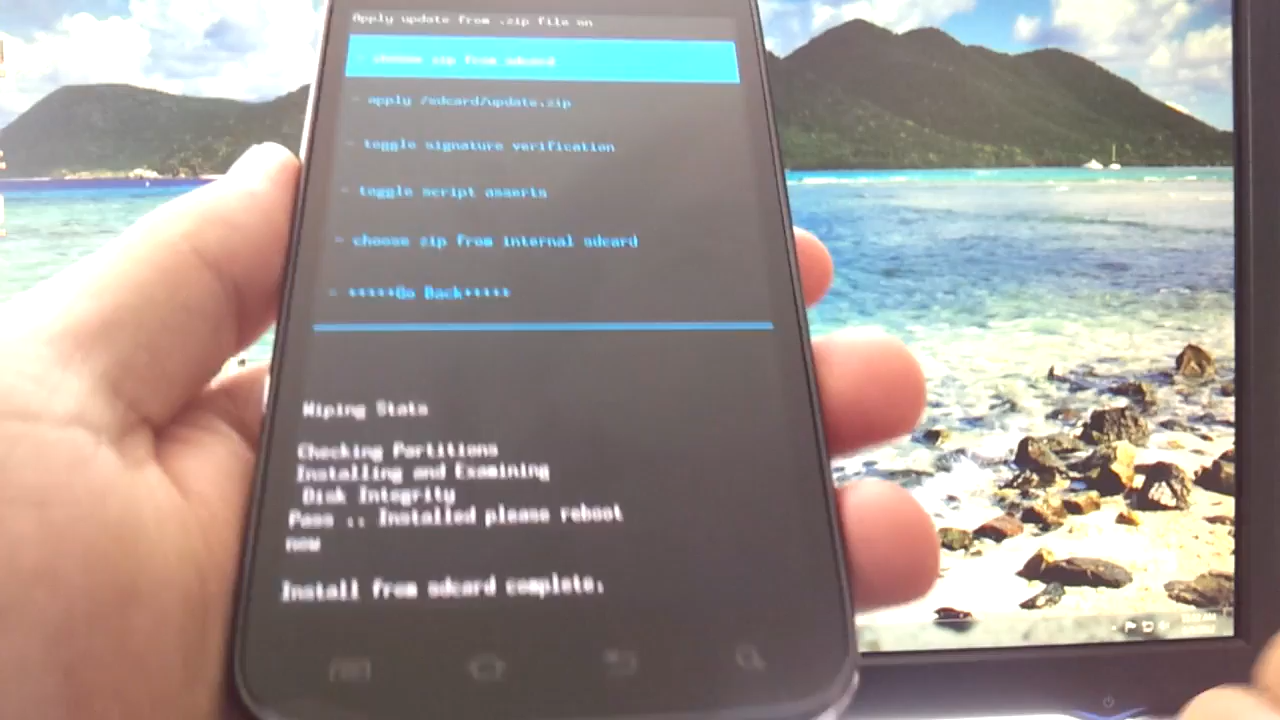 Apply update from .zip file on
- choose zip from sdcard
- apply /sdcard/update.zip
- toggle signature verification
- toggle script asserts
- choose zip from internal sdcard
- +++++Go Back+++++
Wiping Stats
Checking Partitions
Installing and Examining
Disk Integrity
Pass .. Installed please reboot
now
Install from sdcard complete.